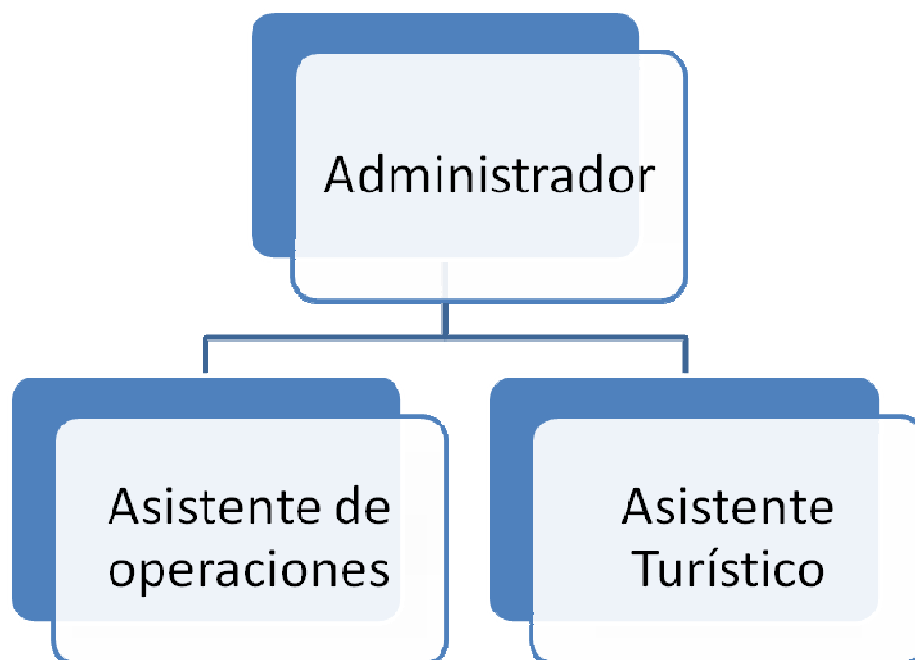 Administrador
Asistente de
operaciones
Asistente
Turístico